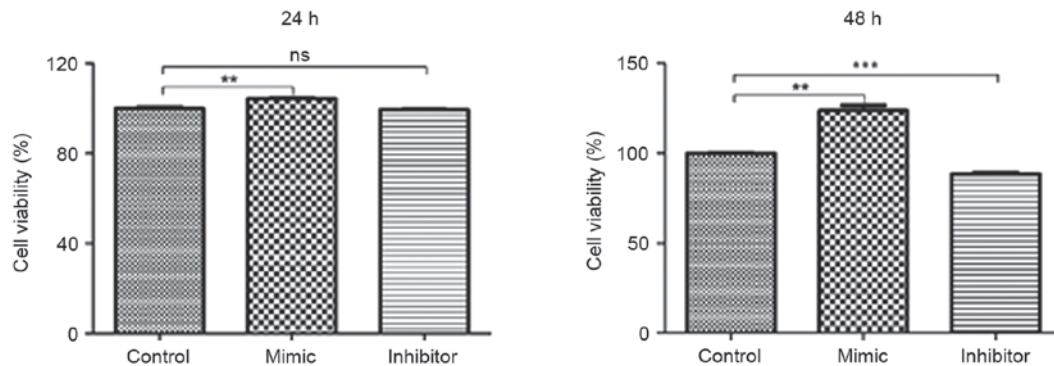 24 h
120
80
40
0
Cell viability (%)
ns
**
Control
Mimic
Inhibitor
48 h
150
100
50
0
Cell viability (%)
***
**
Control
Mimic
Inhibitor